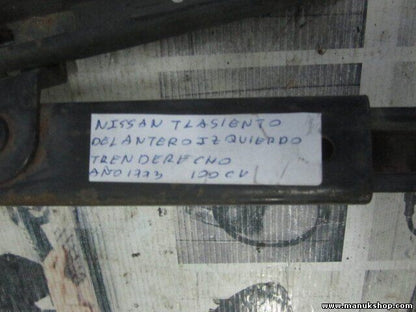 NISSAN TLASIENTO
DELANTERO IZQUIERDO
TREN DERECHO
AÑO 1993 100 CV
www.manukshop.com